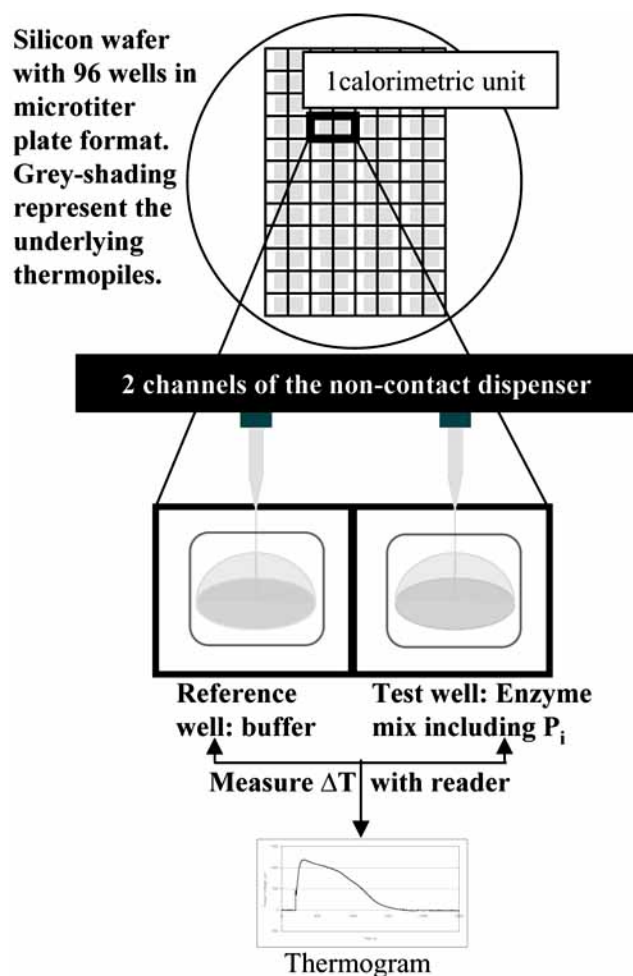 Silicon wafer
with 96 wells in
microtiter
plate format.
Grey-shading
represent the
underlying
thermopiles.
1calorimetric unit
2 channels of the non-contact dispenser
Reference
well: buffer
Test well: Enzyme
mix including Pi
Measure ΔT with reader
Thermogram